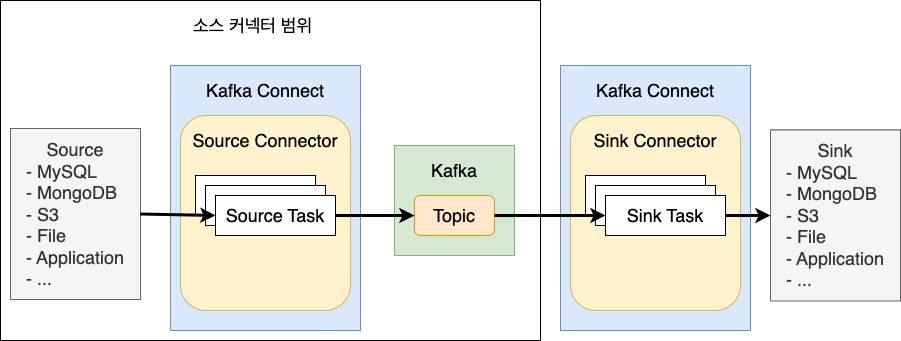 소스 커넥터 범위
Kafka Connect
Source Connector
Source
- MySQL
- MongoDB
- S3
- File
- Application
- ...
Source Task
Kafka
Topic
Kafka Connect
Sink Connector
Sink Task
Sink
- MySQL
- MongoDB
- S3
- File
- Application
- ...